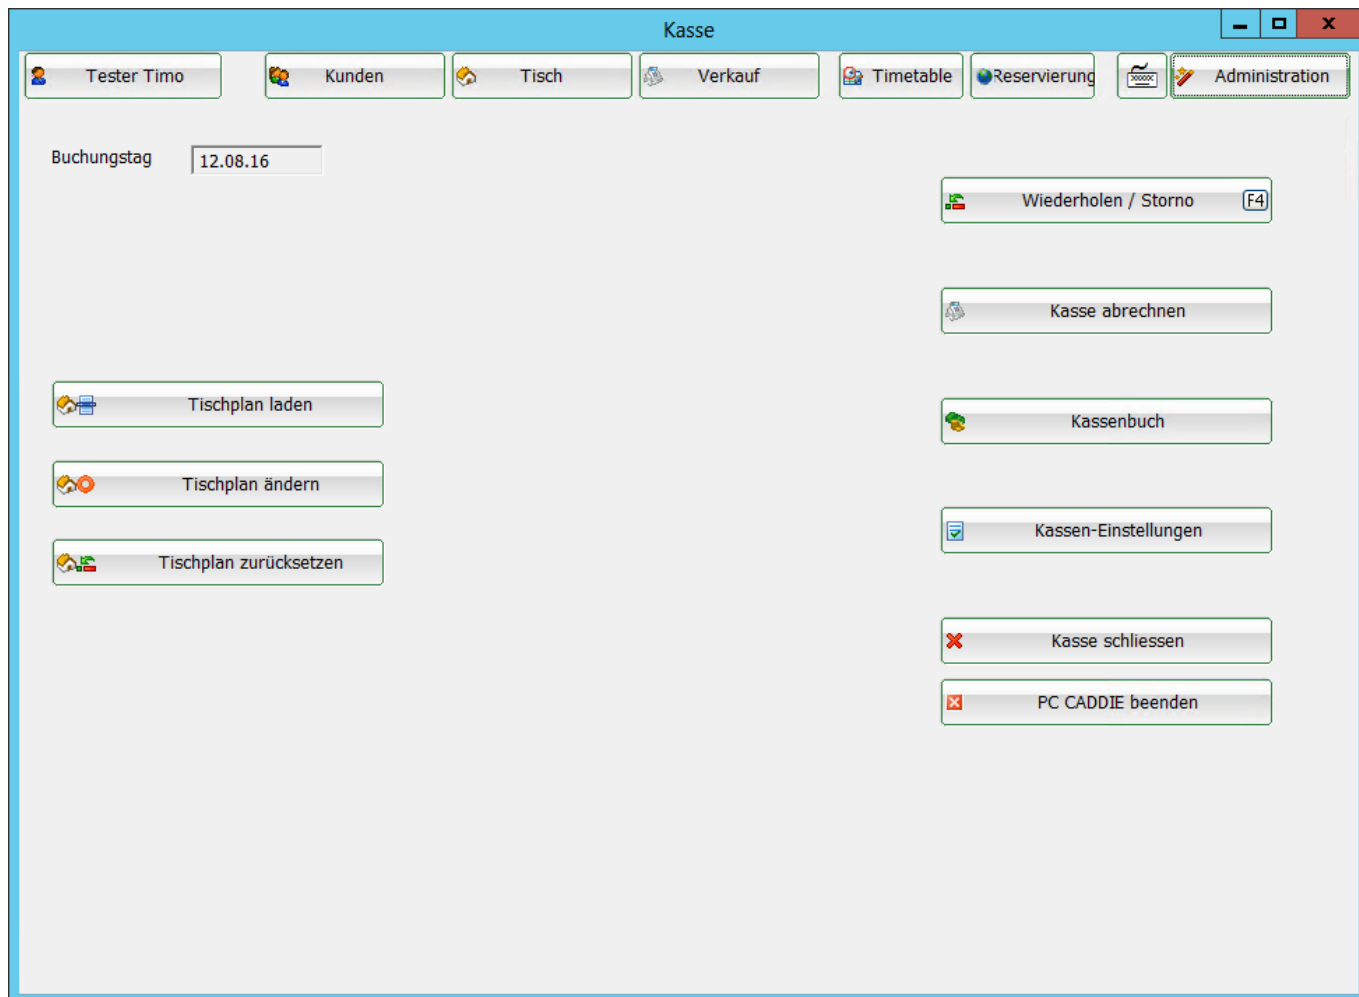 Kasse
Tester Timo Kunden Tisch Verkauf Timetable Reservierung Administration
Buchungstag 12.08.16
Wiederholen / Storno F4
Kasse abrechnen
Tischplan laden
Kassenbuch
Tischplan ändern
Kassen-Einstellungen
Tischplan zurücksetzen
Kasse schliessen
PC CADDIE beenden